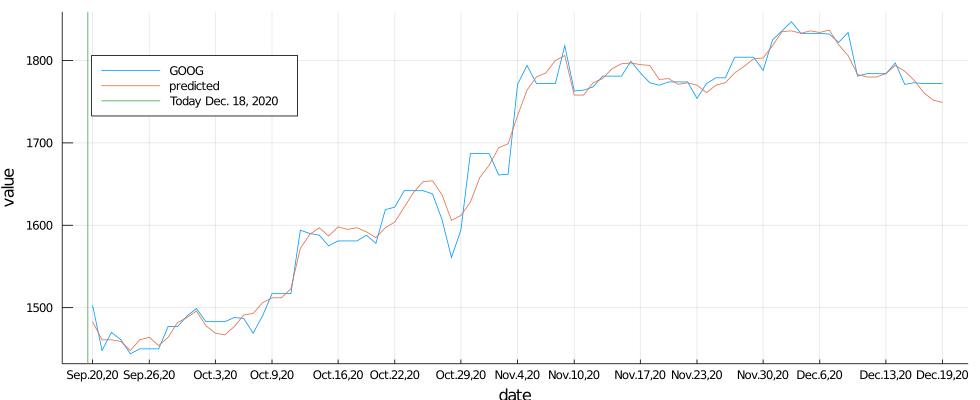 GOOG
predicted
Today Dec. 18, 2020
1800
1700
1600
1500
value
Sep.20,20 Sep.26,20 Oct.3,20 Oct.9,20 Oct.16,20 Oct.22,20 Oct.29,20 Nov.4,20 Nov.10,20 Nov.17,20 Nov.23,20 Nov.30,20 Dec.6,20 Dec.13,20 Dec.19,20
date